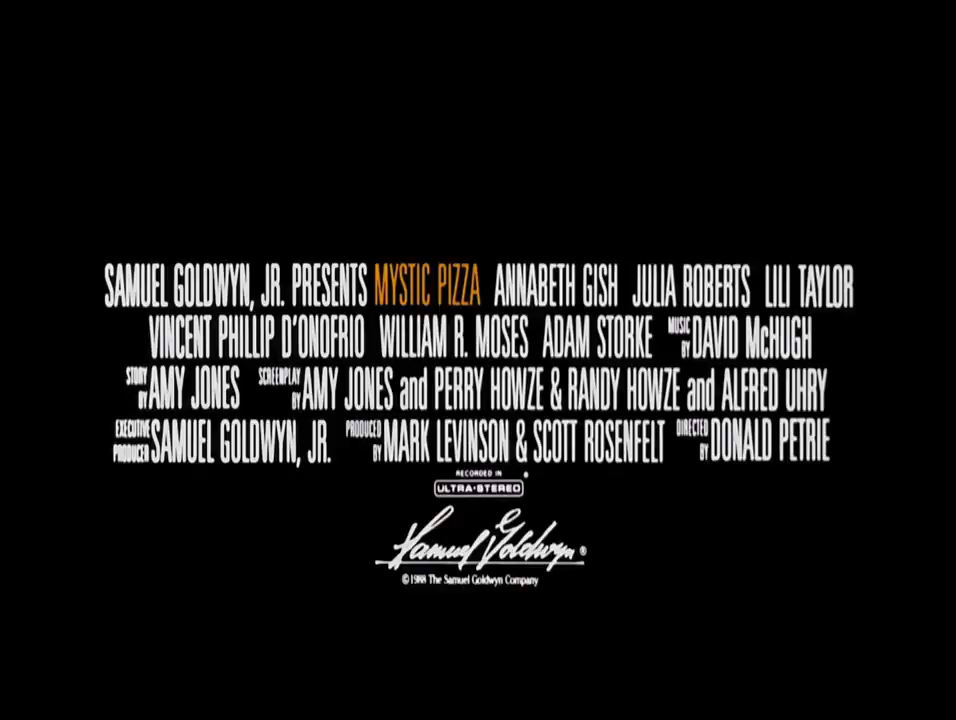 SAMUEL GOLDWYN, JR. PRESENTS MYSTIC PIZZA ANNABETH GISH JULIA ROBERTS LILI TAYLOR
VINCENT PHILLIP D'ONOFRIO WILLIAM R. MOSES ADAM STORKE MUSIC BY DAVID McHUGH
STORY BY AMY JONES SCREENPLAY BY AMY JONES and PERRY HOWZE & RANDY HOWZE and ALFRED UHRY
EXECUTIVE PRODUCER SAMUEL GOLDWYN, JR. PRODUCED BY MARK LEVINSON & SCOTT ROSENFELT DIRECTED BY DONALD PETRIE
RECORDED IN
ULTRA·STEREO®
Samuel Goldwyn®
©1988 The Samuel Goldwyn Company